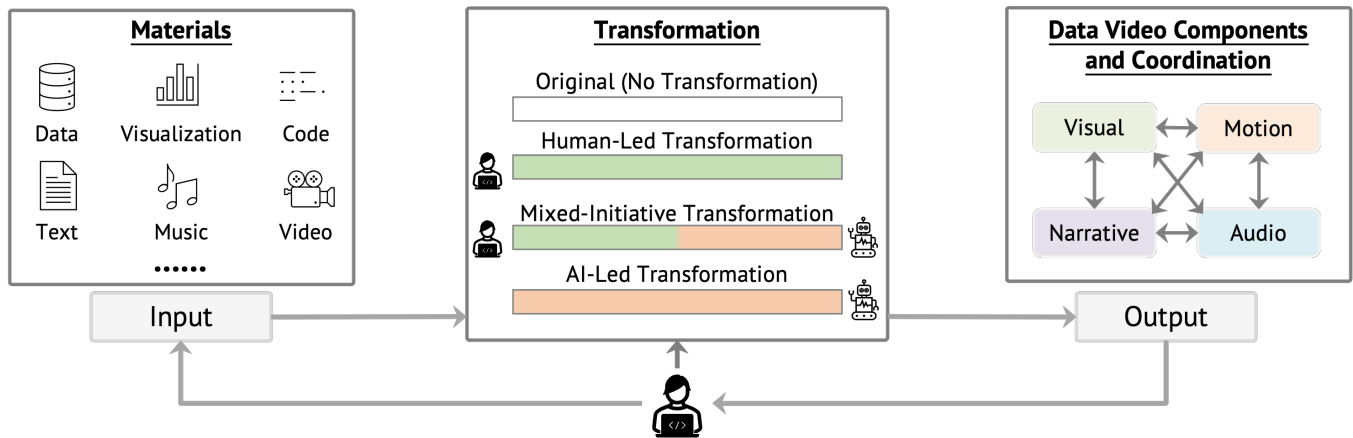 Materials
Data
Visualization
Code
Text
Music
Video
......
Input
Transformation
Original (No Transformation)
Human-Led Transformation
</>
Mixed-Initiative Transformation
</>
AI-Led Transformation
Data Video Components
and Coordination
Visual
Motion
Narrative
Audio
Output
</>